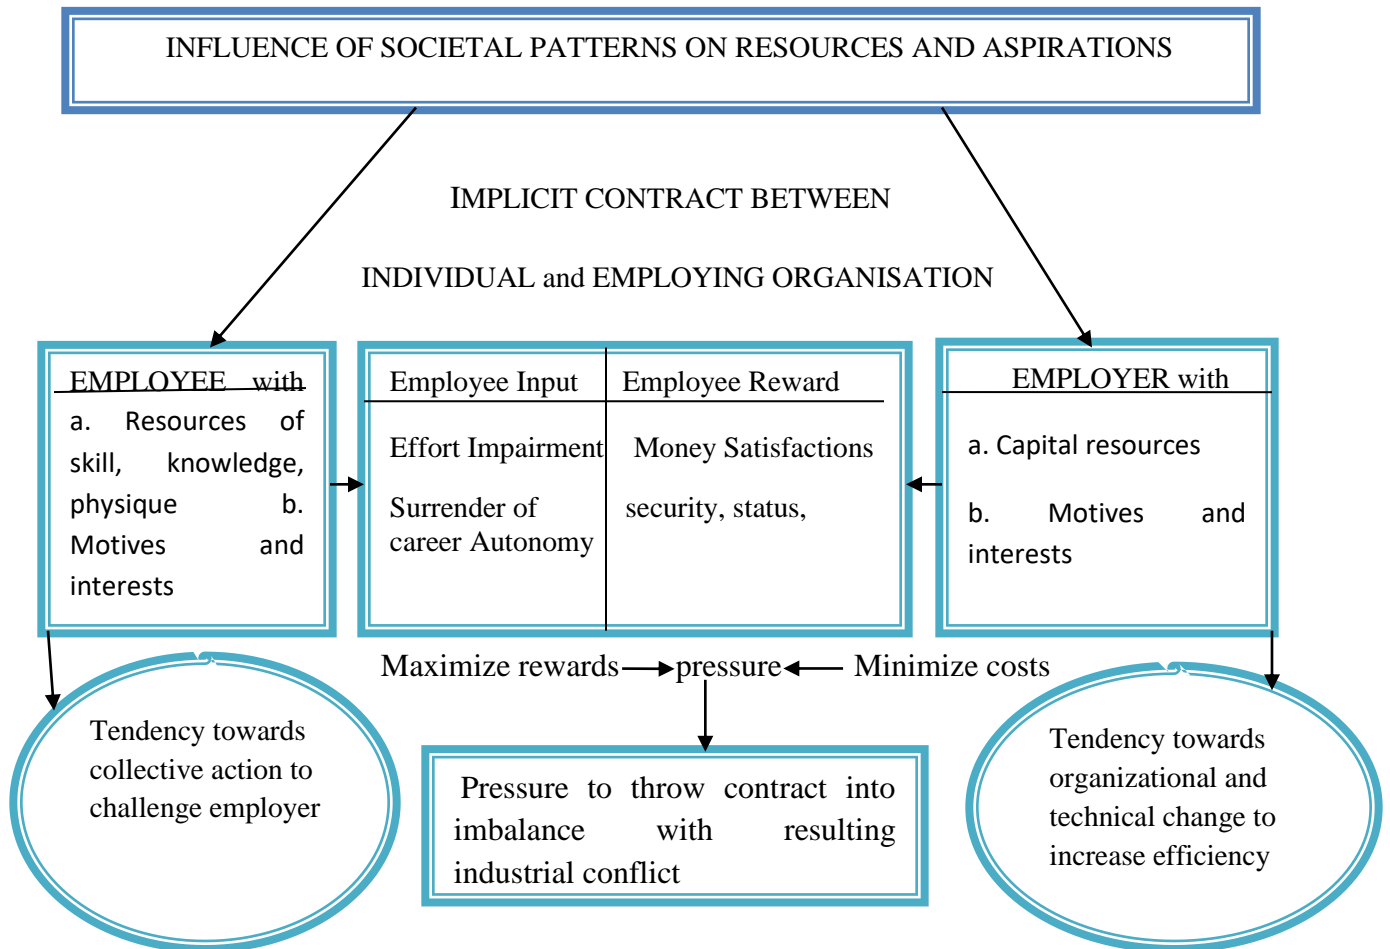 INFLUENCE OF SOCIETAL PATTERNS ON RESOURCES AND ASPIRATIONS
IMPLICIT CONTRACT BETWEEN
INDIVIDUAL and EMPLOYING ORGANISATION
EMPLOYEE with
a. Resources of
skill, knowledge,
physique b.
Motives and
interests
Employee Input
Effort Impairment
Surrender of
career Autonomy
Employee Reward
Money Satisfactions
security, status,
EMPLOYER with
a. Capital resources
b. Motives and
interests
Maximize rewards
pressure
Minimize costs
Tendency towards
collective action to
challenge employer
Pressure to throw contract into
imbalance with resulting
industrial conflict
Tendency towards
organizational and
technical change to
increase efficiency